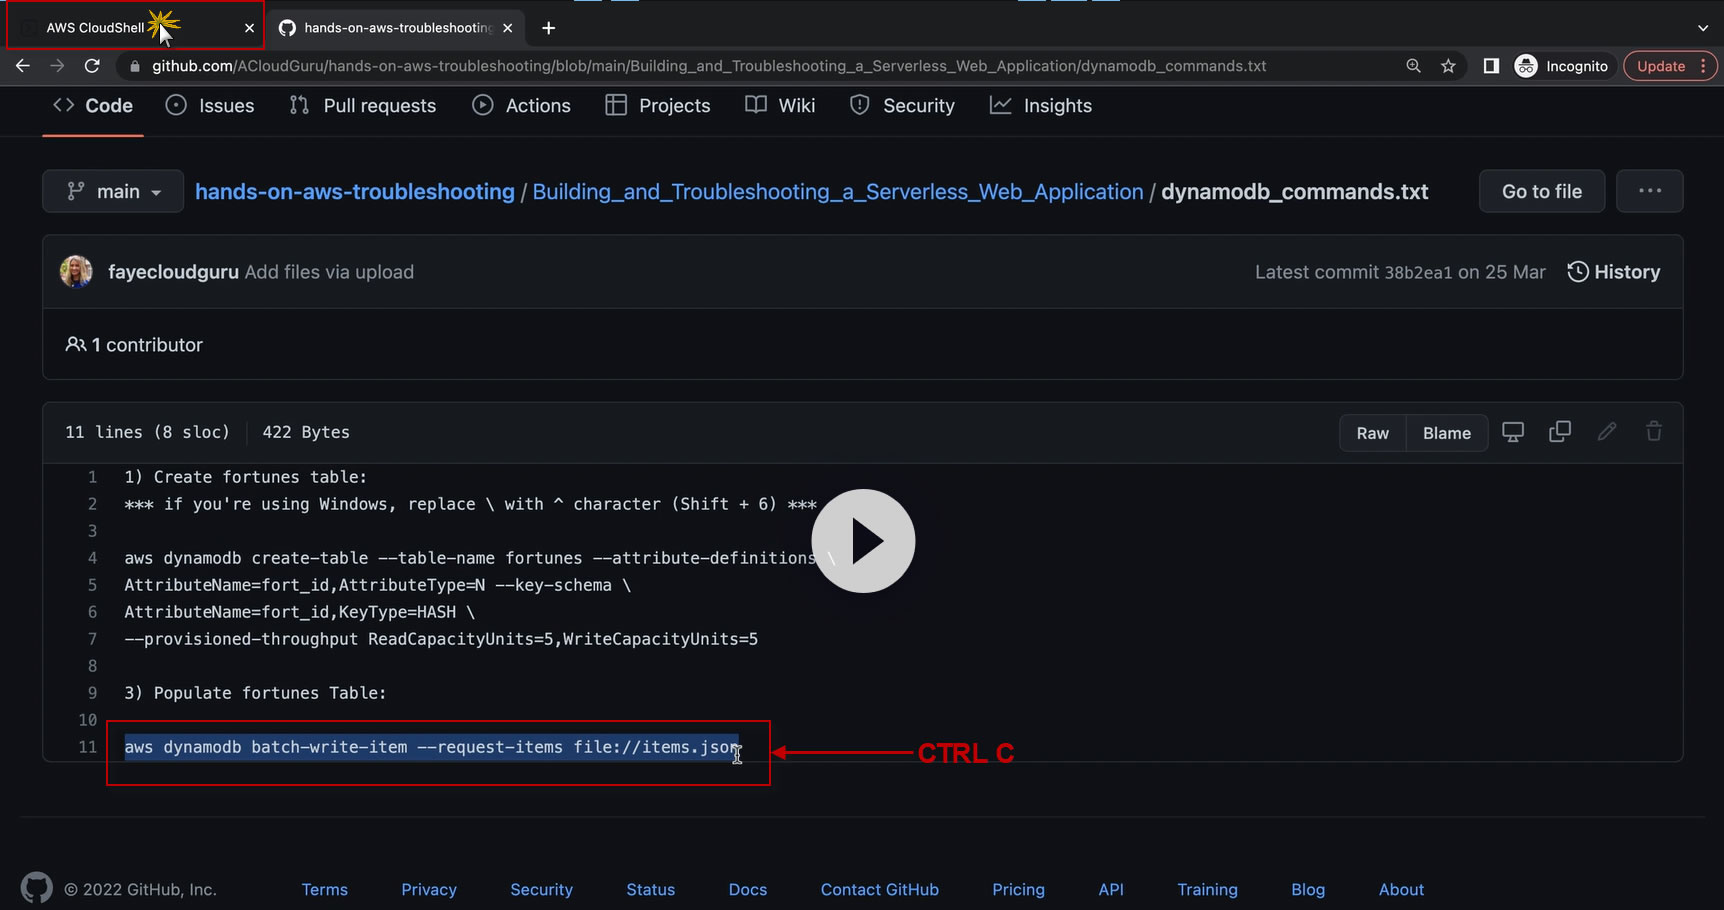 AWS CloudShell
hands-on-aws-troubleshooting
github.com/ACloudGuru/hands-on-aws-troubleshooting/blob/main/Building_and_Troubleshooting_a_Serverless_Web_Application/dynamodb_commands.txt
Incognito
Update
Code
Issues
Pull requests
Actions
Projects
Wiki
Security
Insights
main
hands-on-aws-troubleshooting / Building_and_Troubleshooting_a_Serverless_Web_Application / dynamodb_commands.txt
Go to file
fayecloudguru Add files via upload
Latest commit 38b2ea1 on 25 Mar
History
1 contributor
11 lines (8 sloc)
422 Bytes
Raw
Blame
1 1) Create fortunes table:
2 *** if you're using Windows, replace \ with ^ character (Shift + 6) ***
3
4 aws dynamodb create-table --table-name fortunes --attribute-definitions \
5 AttributeName=fort_id,AttributeType=N --key-schema \
6 AttributeName=fort_id,KeyType=HASH \
7 --provisioned-throughput ReadCapacityUnits=5,WriteCapacityUnits=5
8
9 3) Populate fortunes Table:
10
11 aws dynamodb batch-write-item --request-items file://items.json
CTRL C
© 2022 GitHub, Inc.
Terms
Privacy
Security
Status
Docs
Contact GitHub
Pricing
API
Training
Blog
About